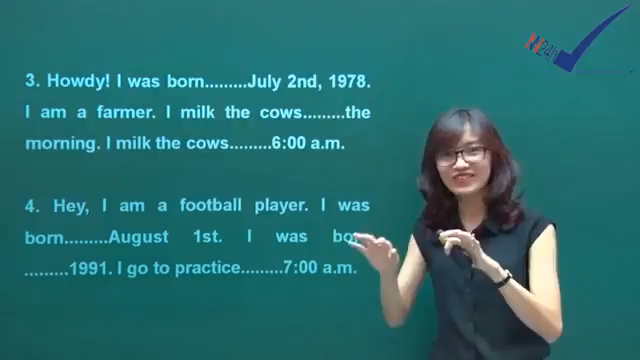 N24h
3. Howdy! I was born.........July 2nd, 1978.
I am a farmer. I milk the cows.........the
morning. I milk the cows.........6:00 a.m.
4. Hey, I am a football player. I was
born.........August 1st. I was
.........1991. I go to practice.........7:00 a.m.